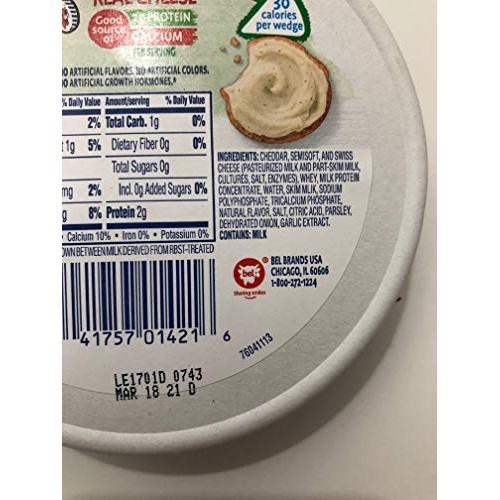 REAL CHEESE
Good source of
2g PROTEIN
CALCIUM
PER SERVING
30
calories
per wedge
NO ARTIFICIAL FLAVORS. NO ARTIFICIAL COLORS.
NO ARTIFICIAL GROWTH HORMONES.*
% Daily Value Amount/serving % Daily Value
2% Total Carb. 1g 0%
1g 5% Dietary Fiber 0g 0%
Total Sugars 0g
mg 2% Incl. 0g Added Sugars 0%
g 8% Protein 2g
• Calcium 10% • Iron 0% • Potassium 0%
OWN BETWEEN MILK DERIVED FROM RBST-TREATED
INGREDIENTS: CHEDDAR, SEMISOFT, AND SWISS
CHEESE (PASTEURIZED MILK AND PART-SKIM MILK,
CULTURES, SALT, ENZYMES), WHEY, MILK PROTEIN
CONCENTRATE, WATER, SKIM MILK, SODIUM
POLYPHOSPHATE, TRICALCIUM PHOSPHATE,
NATURAL FLAVOR, SALT, CITRIC ACID, PARSLEY,
DEHYDRATED ONION, GARLIC EXTRACT.
CONTAINS: MILK
bel
Sharing smiles
BEL BRANDS USA
CHICAGO, IL 60606
1-800-272-1224
41757 01421 6
76041113
LE1701D 0743
MAR 18 21 D